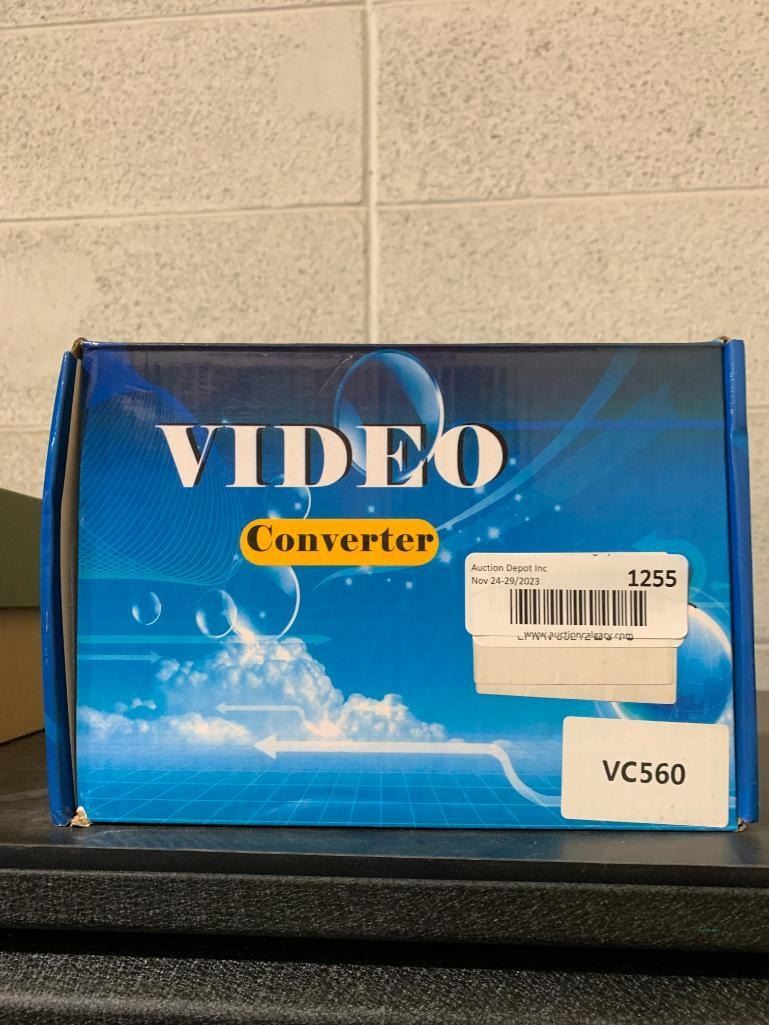 VIDEO
Converter
Auction Depot Inc
Nov 24-29/2023
1255
www.auctioncalgary.com
VC560